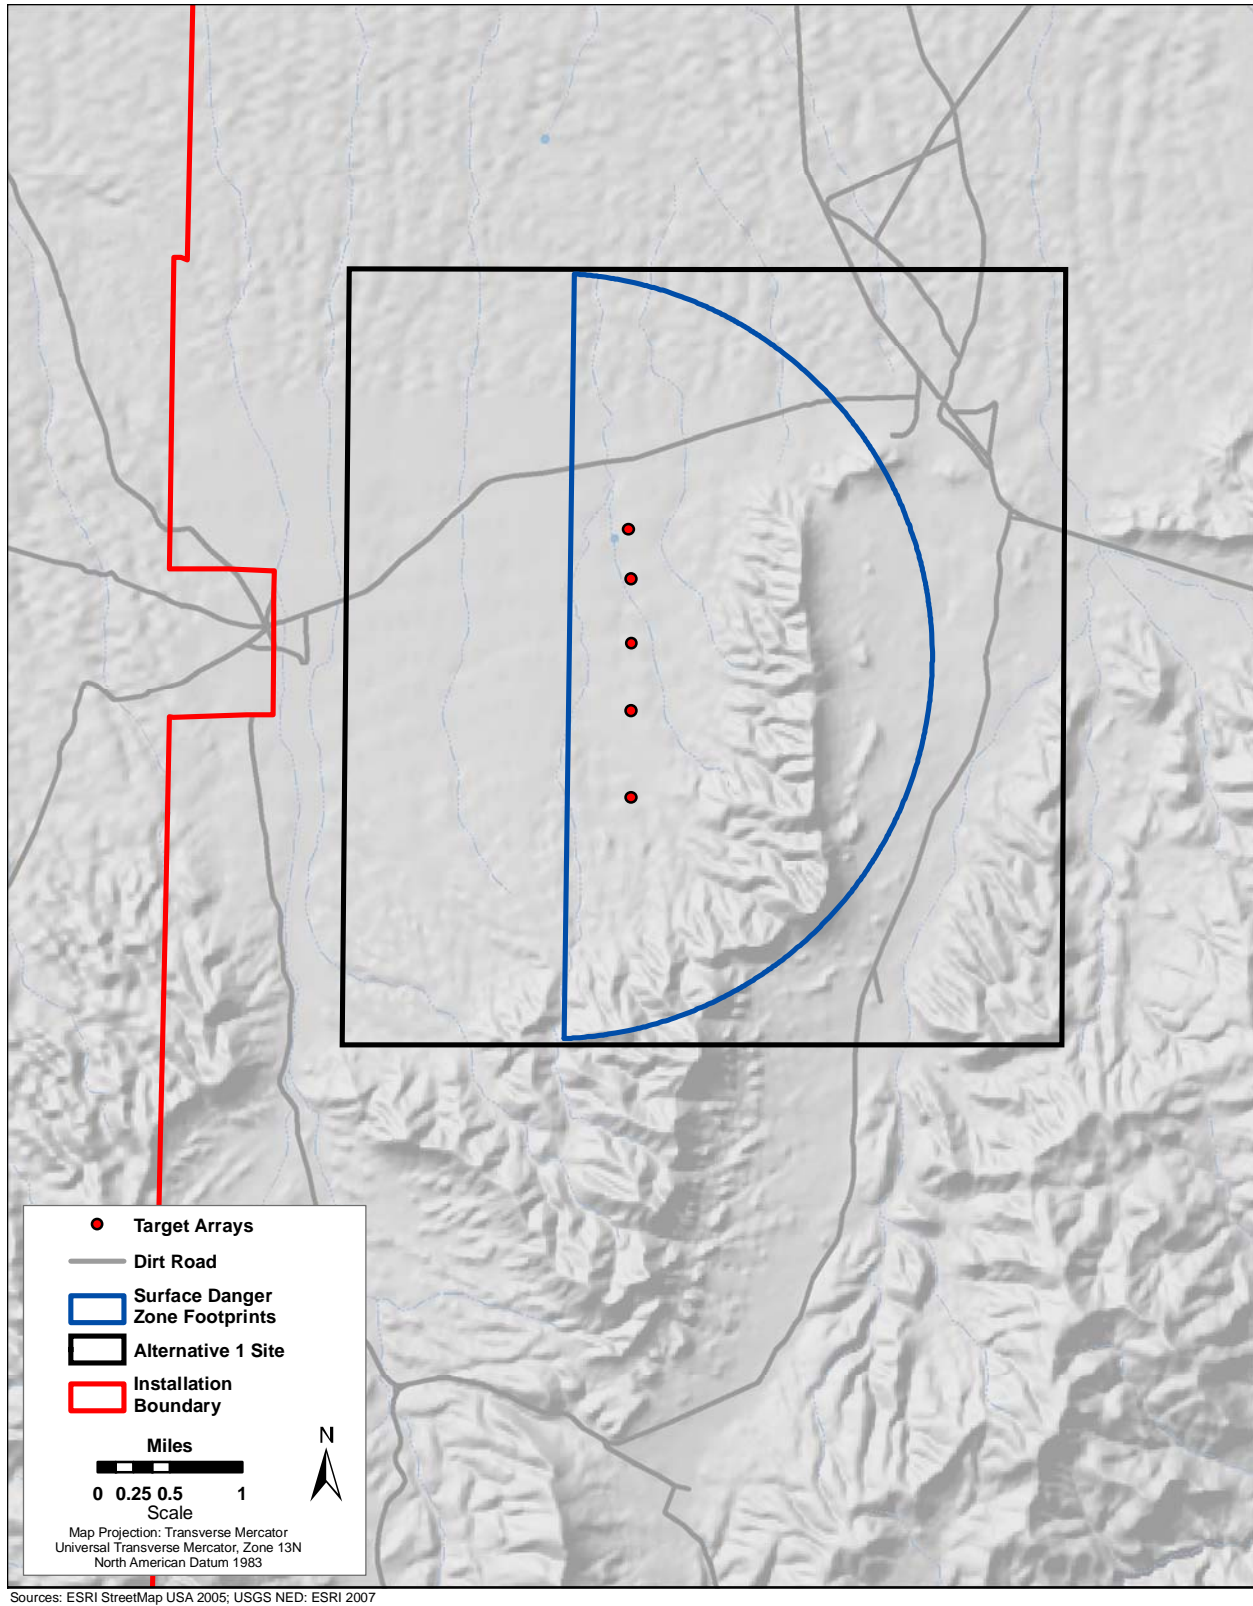 Target Arrays
Dirt Road
Surface Danger
Zone Footprints
Alternative 1 Site
Installation
Boundary
N
Miles
0 0.25 0.5 1
Scale
Map Projection: Transverse Mercator
Universal Transverse Mercator, Zone 13N
North American Datum 1983
Sources: ESRI StreetMap USA 2005; USGS NED: ESRI 2007